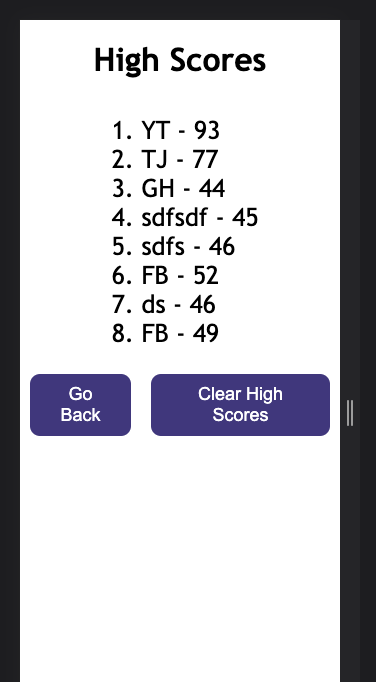 High Scores
1. YT - 93
2. TJ - 77
3. GH - 44
4. sdfsdf - 45
5. sdfs - 46
6. FB - 52
7. ds - 46
8. FB - 49
Go
Back
Clear High
Scores